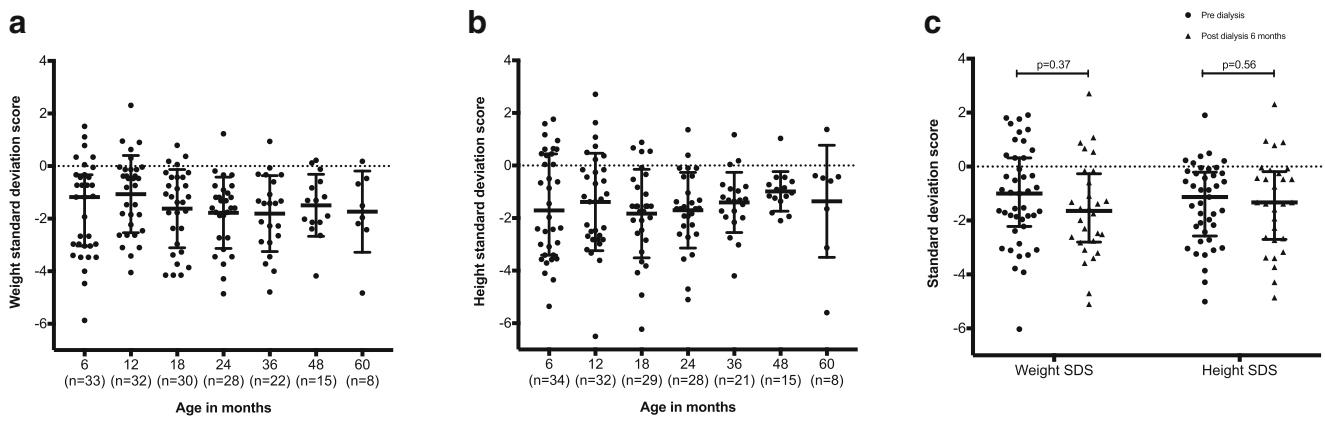 a
4
2
0
-2
-4
-6
Weight standard deviation score
6 12 18 24 36 48 60
(n=33) (n=32) (n=30) (n=28) (n=22) (n=15) (n=8)
Age in months
b
4
2
0
-2
-4
-6
Height standard deviation score
6 12 18 24 36 48 60
(n=34) (n=32) (n=29) (n=28) (n=21) (n=15) (n=8)
Age in months
c
Pre dialysis
Post dialysis 6 months
p=0.37 p=0.56
4
2
0
-2
-4
-6
Standard deviation score
Weight SDS Height SDS